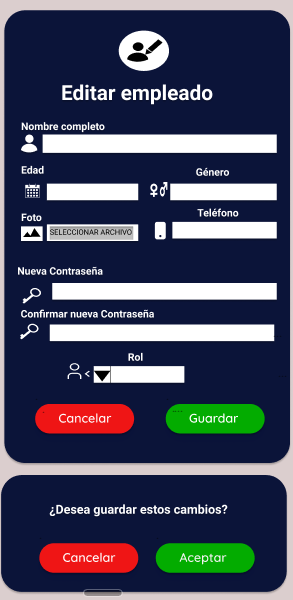 Editar empleado
Nombre completo
Edad
Género
Foto
Teléfono
SELECCIONAR ARCHIVO
Nueva Contraseña
Confirmar nueva Contraseña
Rol
Cancelar
Guardar
¿Desea guardar estos cambios?
Cancelar
Aceptar